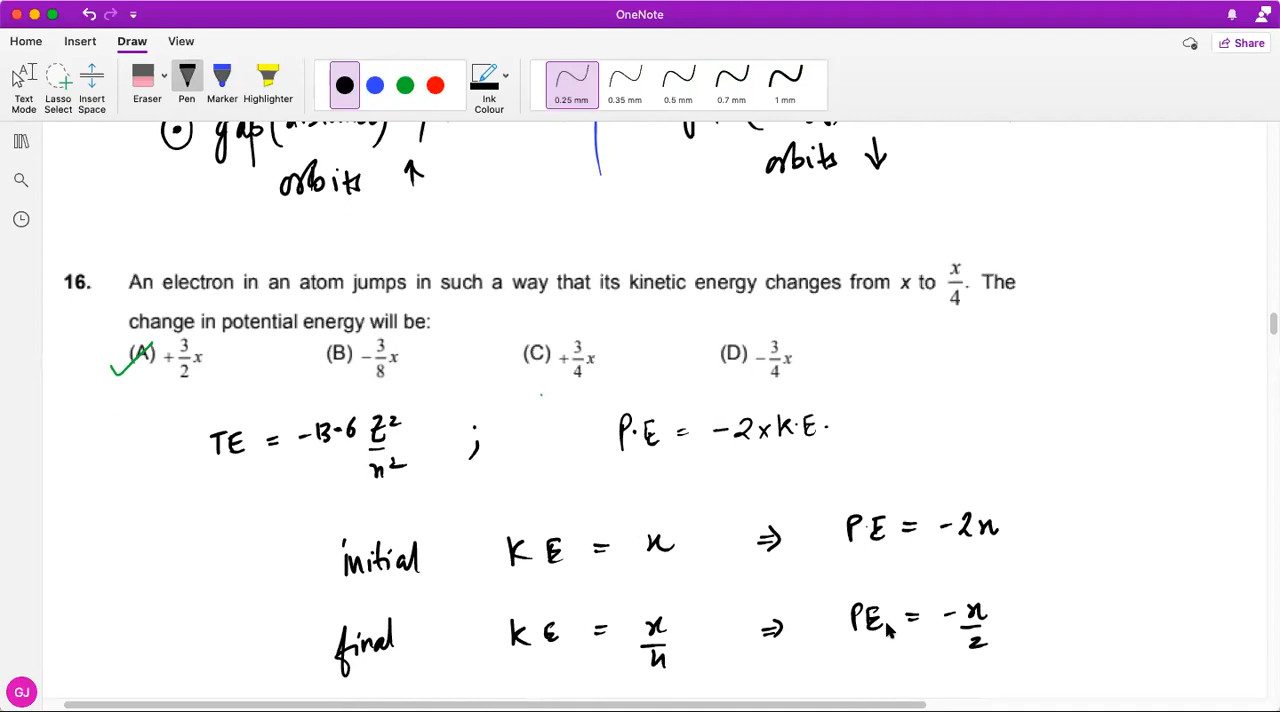 OneNote
Home Insert Draw View
Share
Text Mode
Lasso Select
Insert Space
Eraser
Pen
Marker
Highlighter
Ink Colour
0.25 mm 0.35 mm 0.5 mm 0.7 mm 1 mm
gap (distance) ↑
orbits ↑
orbits ↓
16. An electron in an atom jumps in such a way that its kinetic energy changes from x to x/4. The
change in potential energy will be:
(A) +3/2 x (B) -3/8 x (C) +3/4 x (D) -3/4 x
TE = -13.6 Z²/n² ; P.E = -2 x K.E.
initial KE = x ⇒ P.E = -2x
final KE = x/4 ⇒ PE = -x/2
GJ